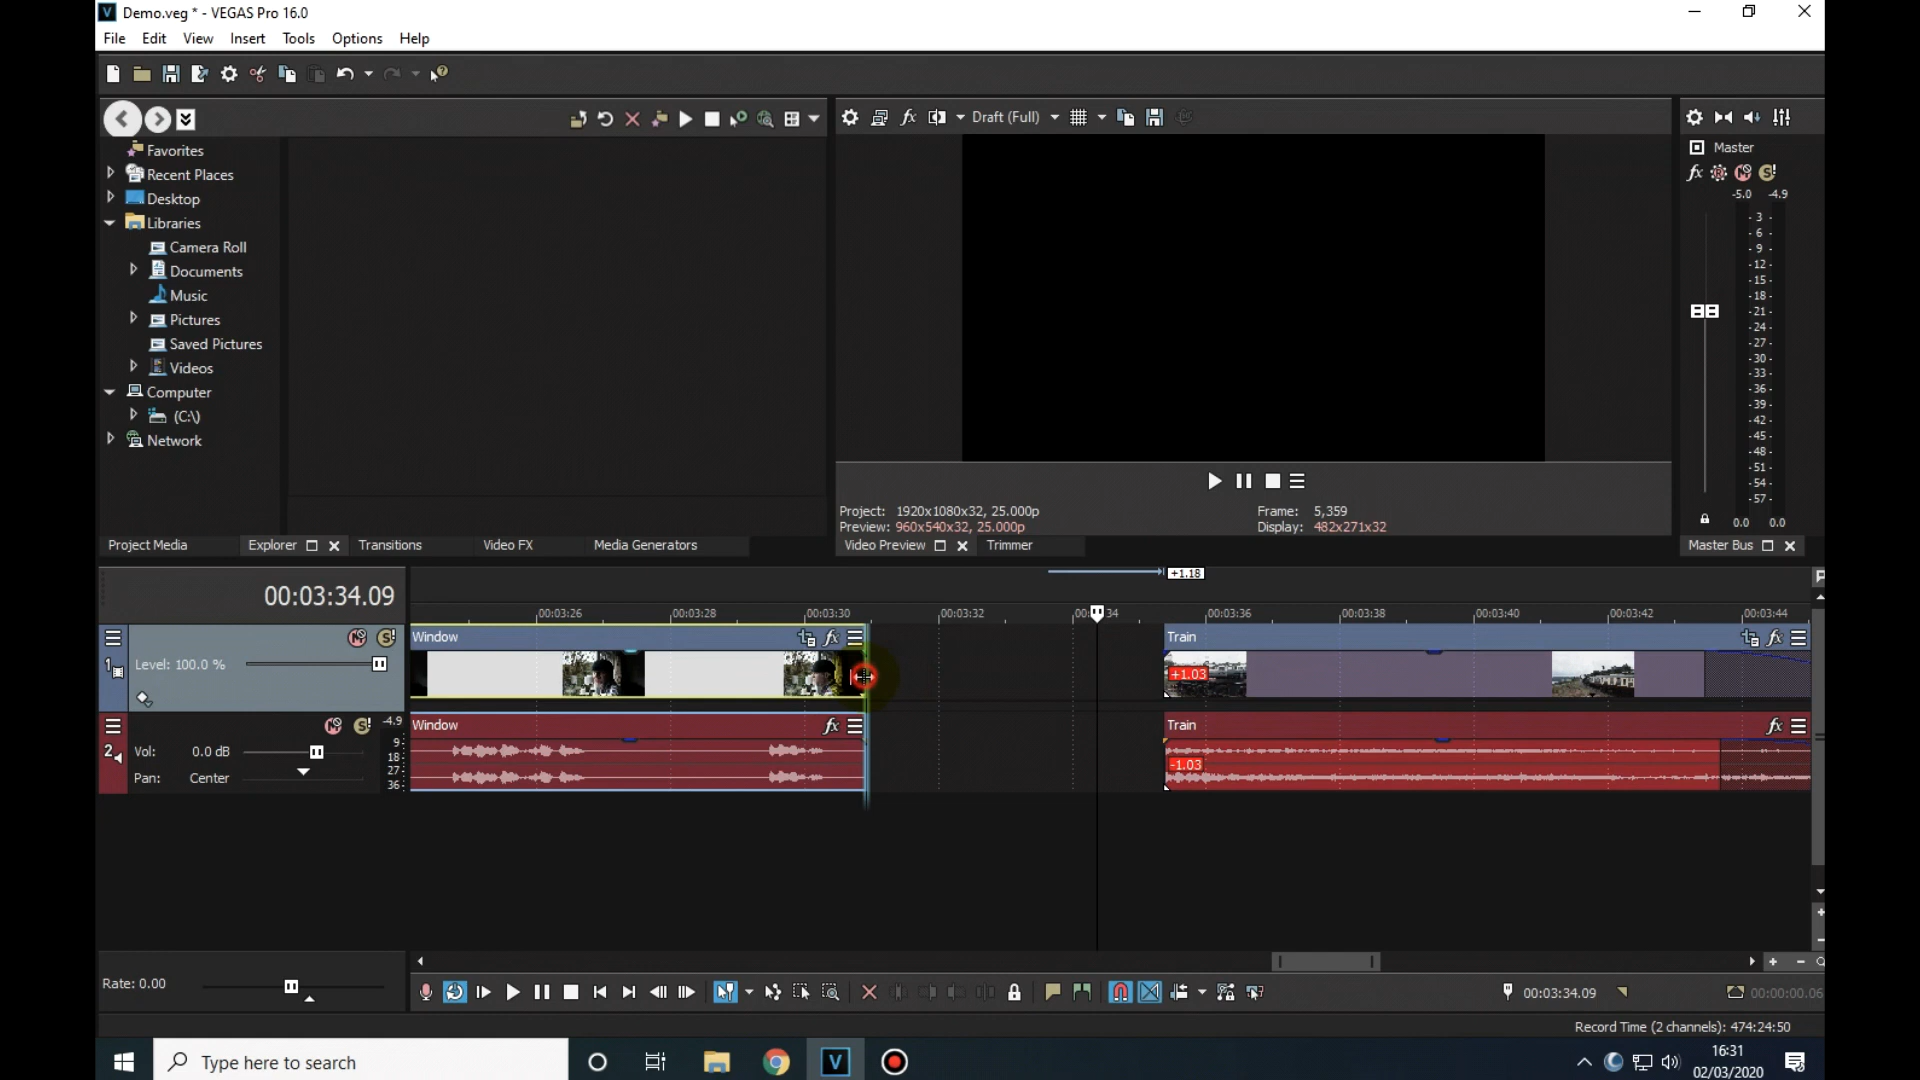 Demo.veg * - VEGAS Pro 16.0
File Edit View Insert Tools Options Help
Draft (Full)
Favorites
Recent Places
Desktop
Libraries
Camera Roll
Documents
Music
Pictures
Saved Pictures
Videos
Computer
(C:\)
Network
Master
-5.0 -4.9
- 3 -
- 6 -
- 9 -
- 12 -
- 15 -
- 18 -
- 21 -
- 24 -
- 27 -
- 30 -
- 33 -
- 36 -
- 39 -
- 42 -
- 45 -
- 48 -
- 51 -
- 54 -
- 57 -
0.0 0.0
Project: 1920x1080x32, 25.000p Frame: 5,359
Preview: 960x540x32, 25.000p Display: 482x271x32
Project Media Explorer Transitions Video FX Media Generators Video Preview Trimmer Master Bus
+1.18
00:03:34.09
00:03:26 00:03:28 00:03:30 00:03:32 34 00:03:36 00:03:38 00:03:40 00:03:42 00:03:44
Window Train
1 Level: 100.0 % +1.03
-4.9 Window Train
2 Vol: 0.0 dB 9 18 27 36
Pan: Center -1.03
Rate: 0.00
00:03:34.09 00:00:00.06
Record Time (2 channels): 474:24:50
Type here to search
16:31
02/03/2020